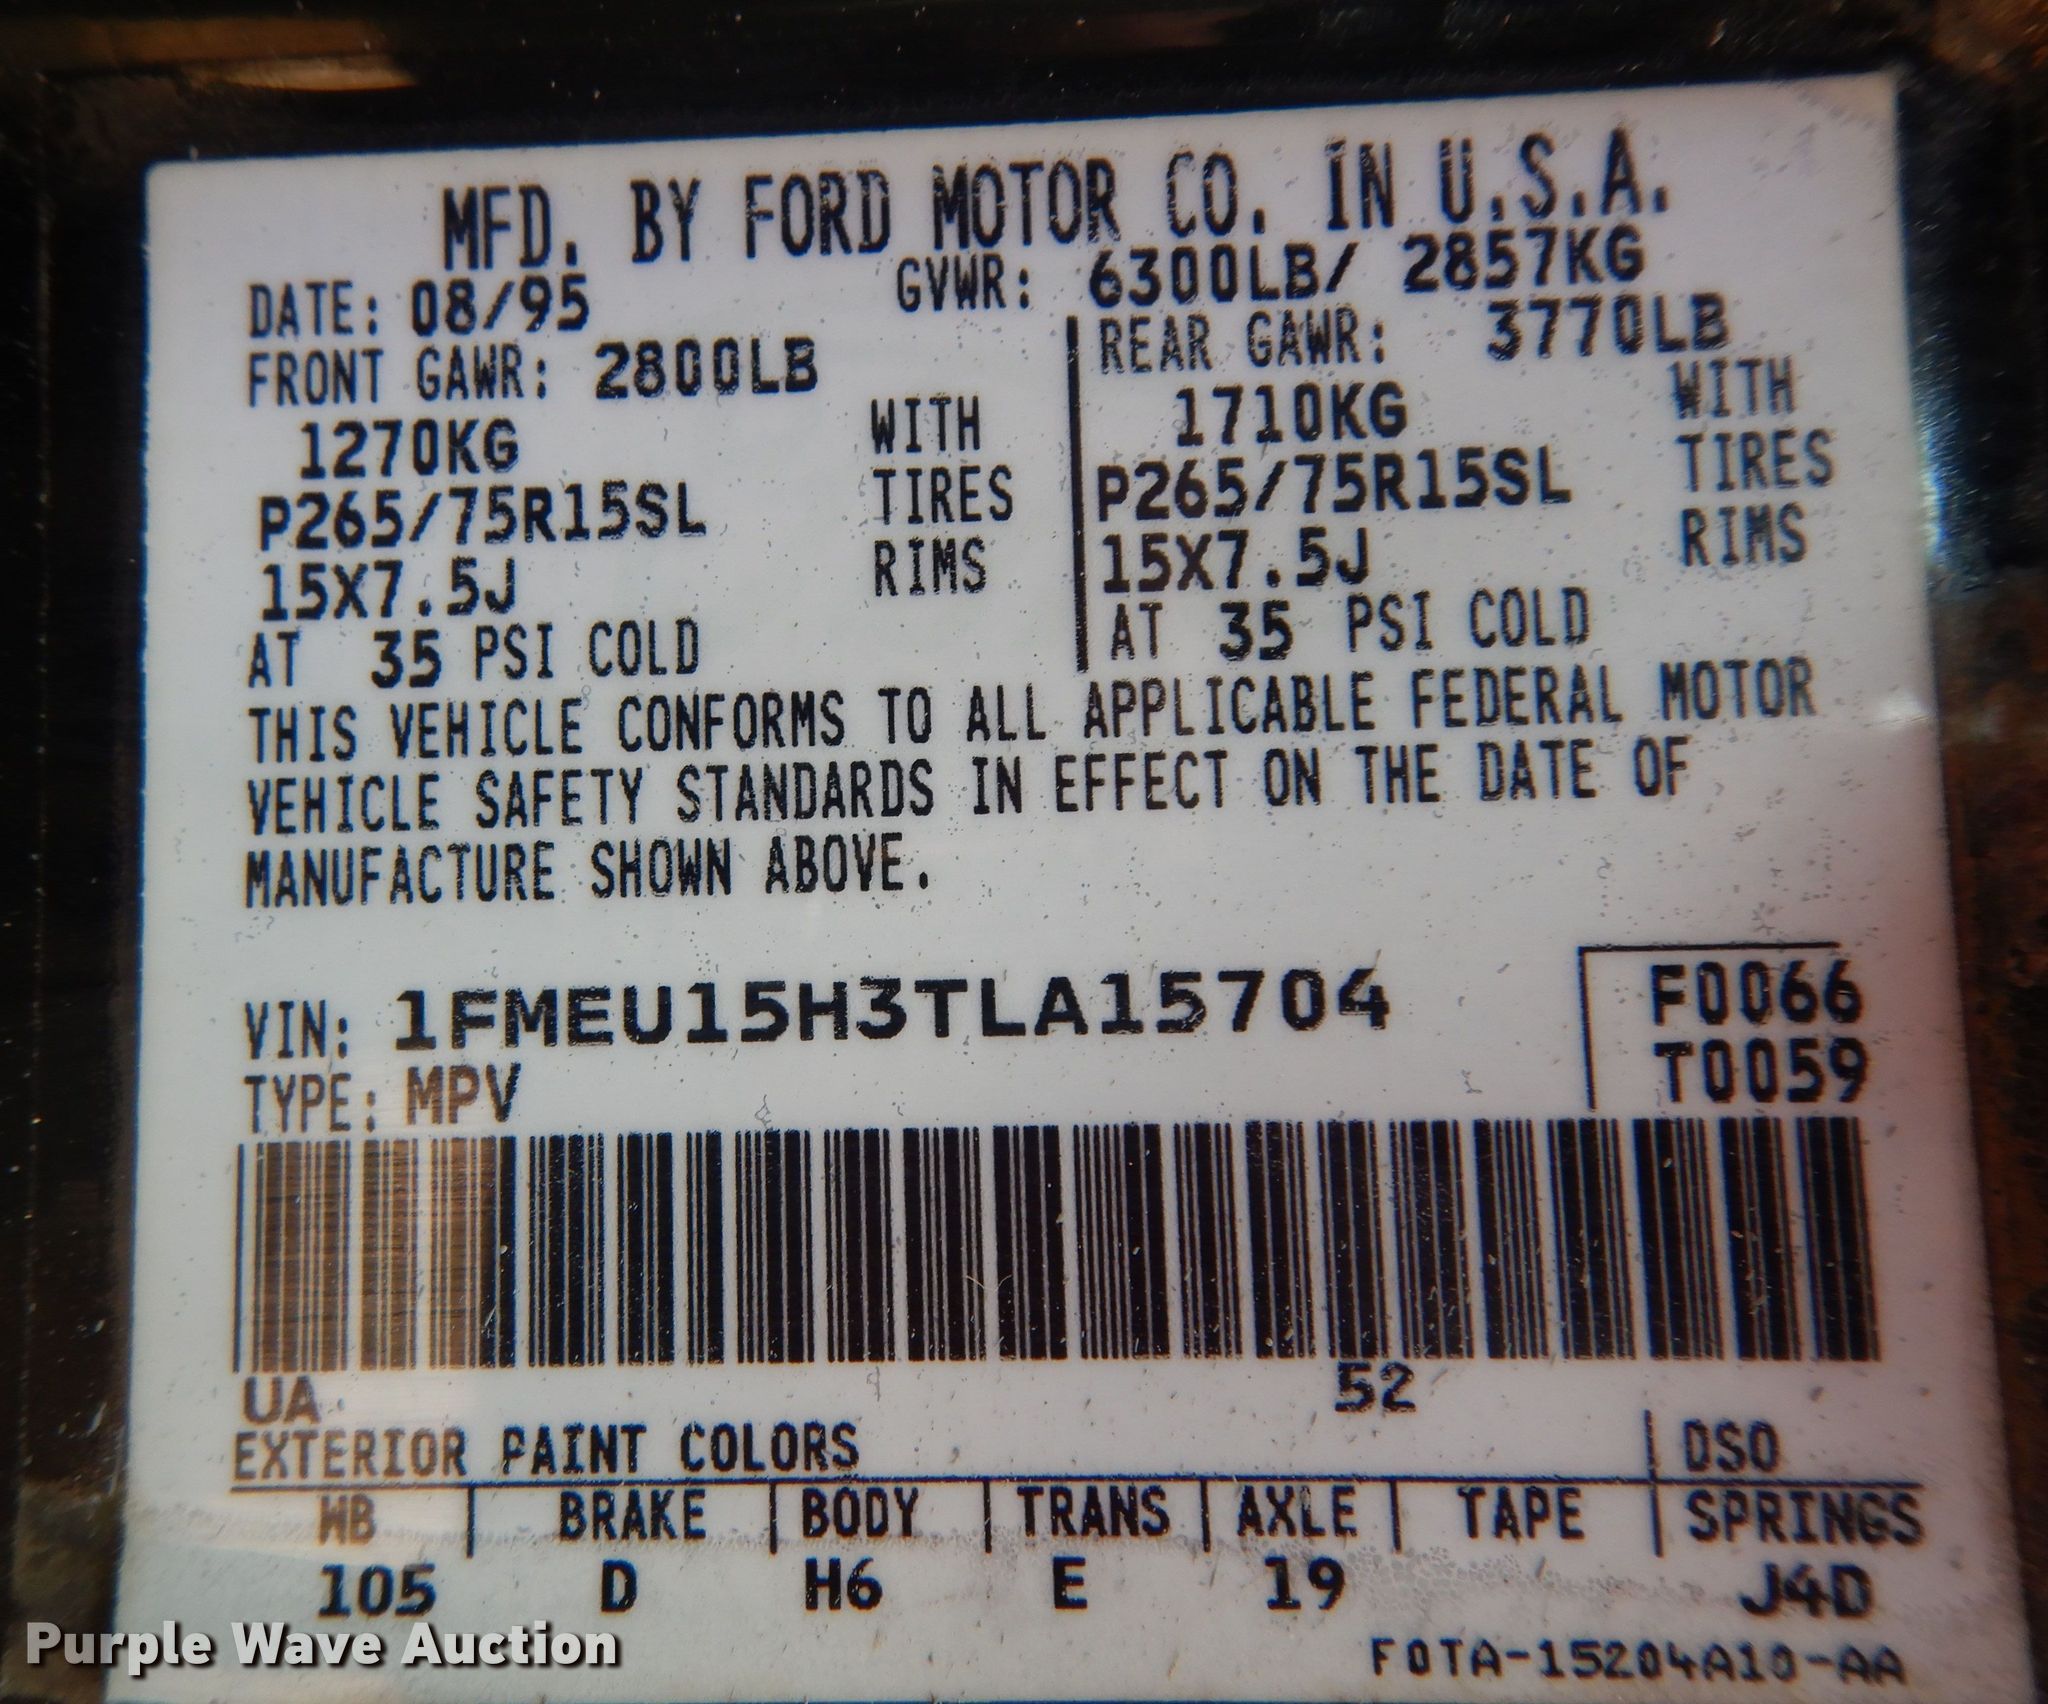 MFD. BY FORD MOTOR CO. IN U.S.A.
DATE: 08/95 GVWR: 6300LB/ 2857KG
FRONT GAWR: 2800LB REAR GAWR: 3770LB
1270KG WITH 1710KG WITH
P265/75R15SL TIRES P265/75R15SL TIRES
15X7.5J RIMS 15X7.5J RIMS
AT 35 PSI COLD AT 35 PSI COLD
THIS VEHICLE CONFORMS TO ALL APPLICABLE FEDERAL MOTOR
VEHICLE SAFETY STANDARDS IN EFFECT ON THE DATE OF
MANUFACTURE SHOWN ABOVE.
VIN: 1FMEU15H3TLA15704 F0066
TYPE: MPV T0059
UA 52
EXTERIOR PAINT COLORS DSO
WB BRAKE BODY TRANS AXLE TAPE SPRINGS
105 D H6 E 19 J4D
F0TA-15204A10-AA
Purple Wave Auction